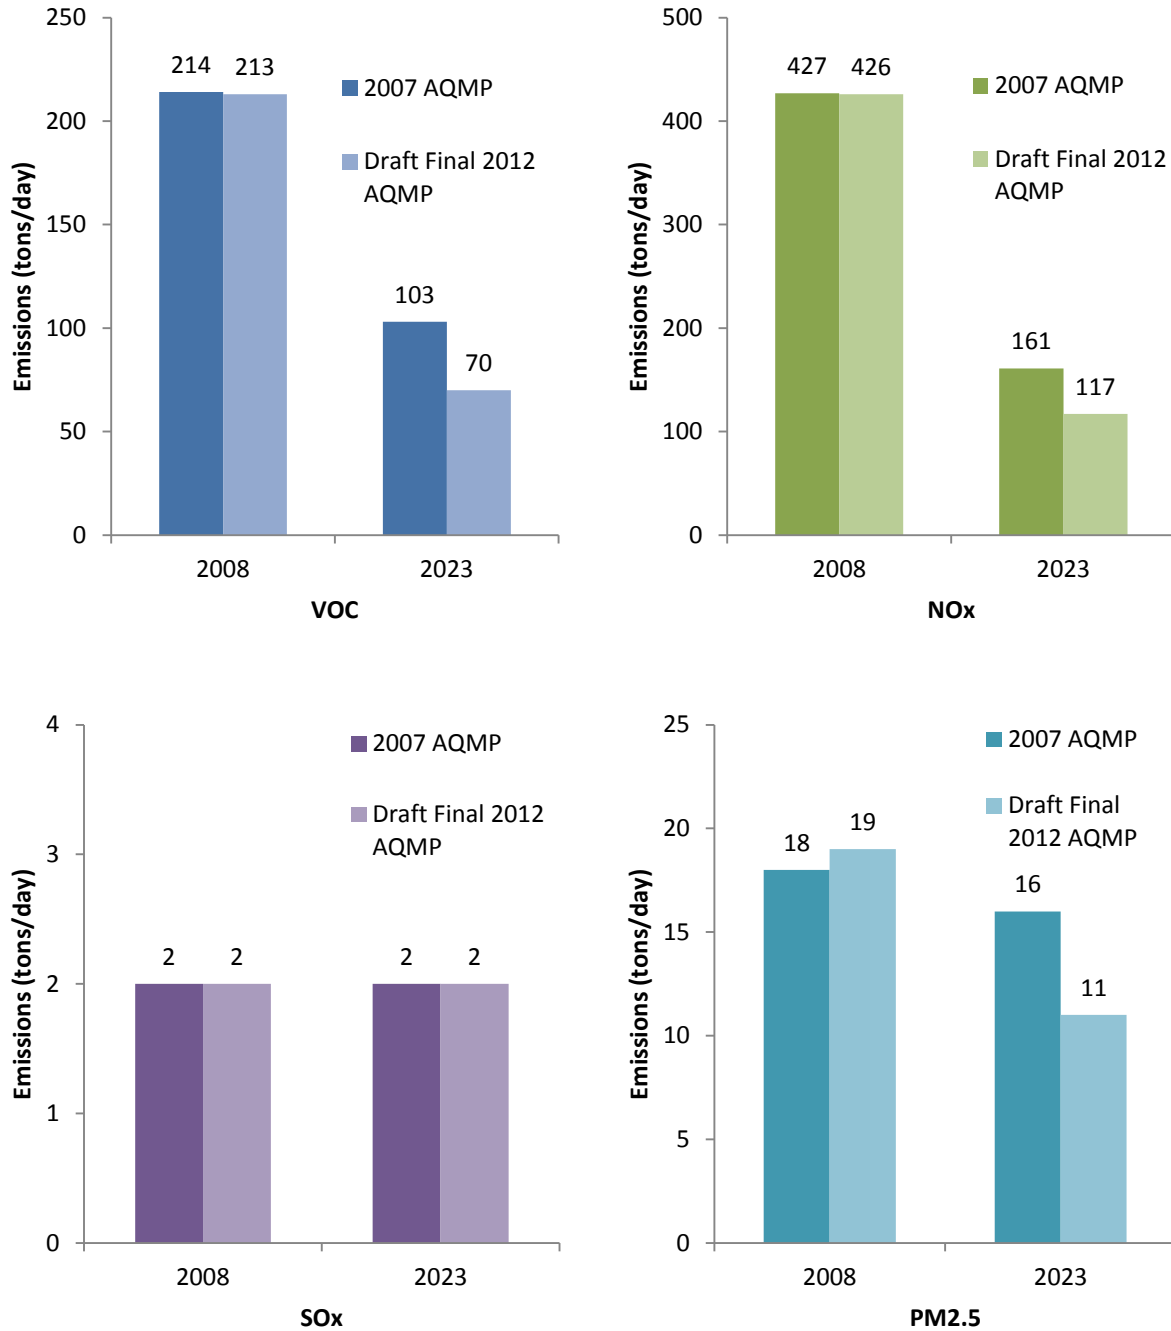 250
200
150
100
50
0
Emissions (tons/day)
214
213
103
70
2007 AQMP
Draft Final 2012
AQMP
2008
2023
VOC
500
400
300
200
100
0
Emissions (tons/day)
427
426
161
117
2007 AQMP
Draft Final 2012
AQMP
2008
2023
NOx
4
3
2
1
0
Emissions (tons/day)
2
2
2
2
2007 AQMP
Draft Final 2012
AQMP
2008
2023
SOx
25
20
15
10
5
0
Emissions (tons/day)
18
19
16
11
2007 AQMP
Draft Final
2012 AQMP
2008
2023
PM2.5